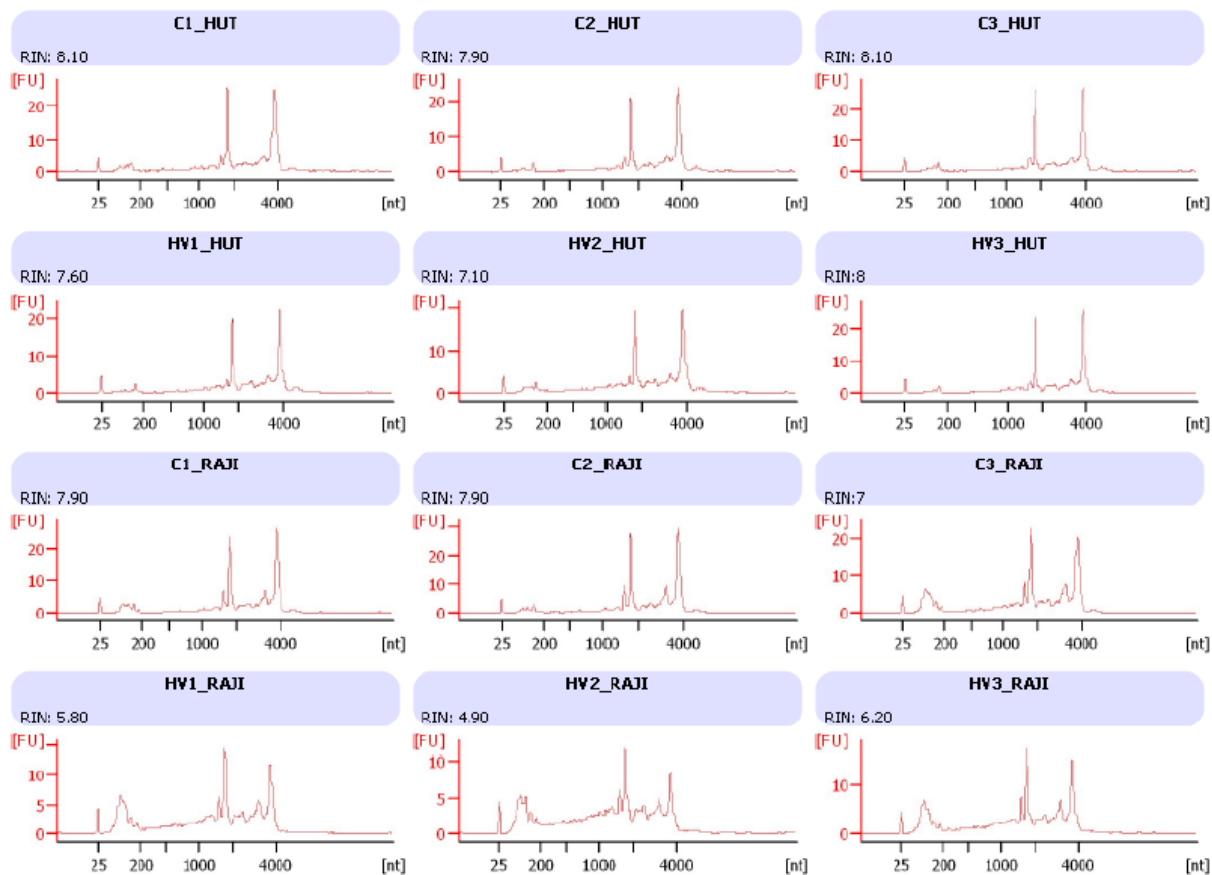 C1_HUT C2_HUT C3_HUT
RIN: 8.10 RIN: 7.90 RIN: 8.10
[FU] [FU] [FU]
20 20 20
10 10 10
0 0 0
25 200 1000 4000 [nt] 25 200 1000 4000 [nt] 25 200 1000 4000 [nt]
HV1_HUT HV2_HUT HV3_HUT
RIN: 7.60 RIN: 7.10 RIN:8
[FU] [FU] [FU]
20 20
10 10 10
0 0 0
25 200 1000 4000 [nt] 25 200 1000 4000 [nt] 25 200 1000 4000 [nt]
C1_RAJI C2_RAJI C3_RAJI
RIN: 7.90 RIN: 7.90 RIN:7
[FU] [FU] [FU]
20 20 20
10 10 10
0 0 0
25 200 1000 4000 [nt] 25 200 1000 4000 [nt] 25 200 1000 4000 [nt]
HV1_RAJI HV2_RAJI HV3_RAJI
RIN: 5.80 RIN: 4.90 RIN: 6.20
[FU] [FU] [FU]
10 10 10
5 5
0 0 0
25 200 1000 4000 [nt] 25 200 1000 4000 [nt] 25 200 1000 4000 [nt]